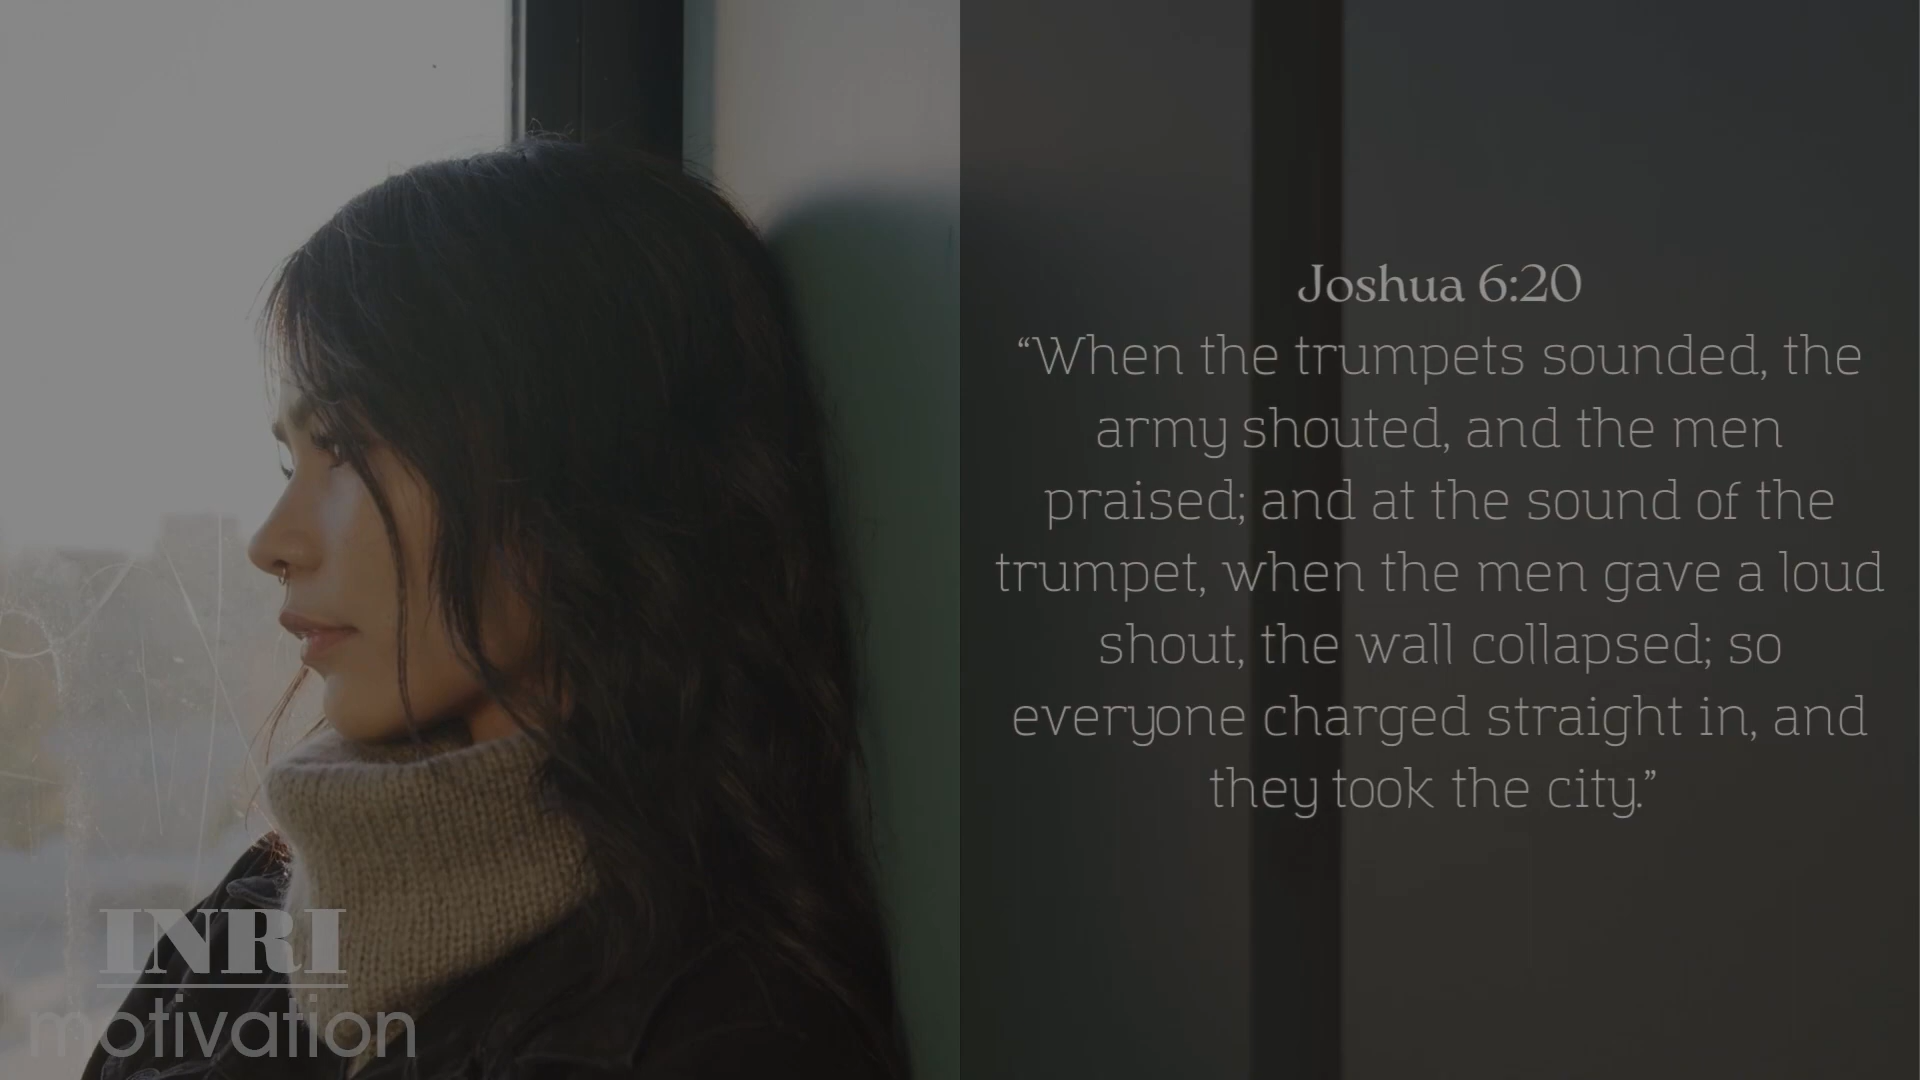 Joshua 6:20
“When the trumpets sounded, the
army shouted, and the men
praised; and at the sound of the
trumpet, when the men gave a loud
shout, the wall collapsed; so
everyone charged straight in, and
they took the city.”
INRI
motivation